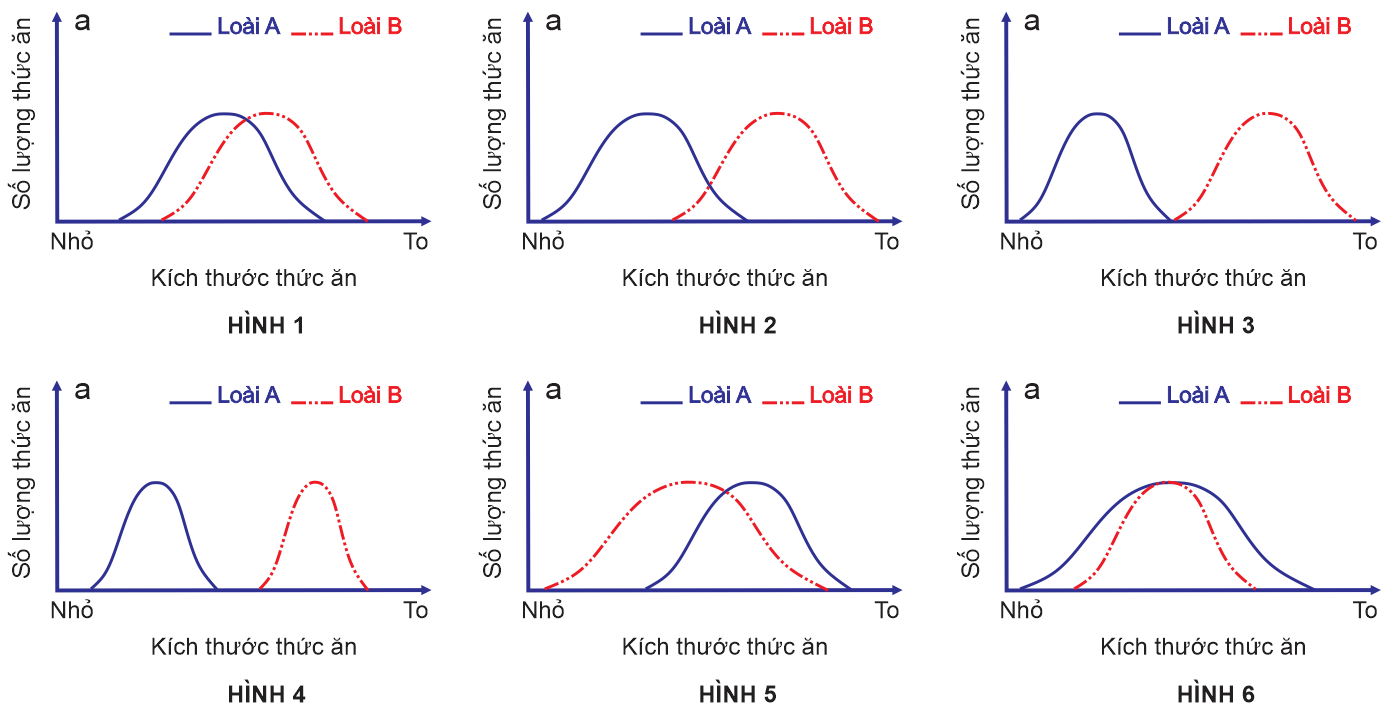 a Loài A Loài B
Số lượng thức ăn
Nhỏ To
Kích thước thức ăn
HÌNH 1
a Loài A Loài B
Số lượng thức ăn
Nhỏ To
Kích thước thức ăn
HÌNH 2
a Loài A Loài B
Số lượng thức ăn
Nhỏ To
Kích thước thức ăn
HÌNH 3
a Loài A Loài B
Số lượng thức ăn
Nhỏ To
Kích thước thức ăn
HÌNH 4
a Loài A Loài B
Số lượng thức ăn
Nhỏ To
Kích thước thức ăn
HÌNH 5
a Loài A Loài B
Số lượng thức ăn
Nhỏ To
Kích thước thức ăn
HÌNH 6